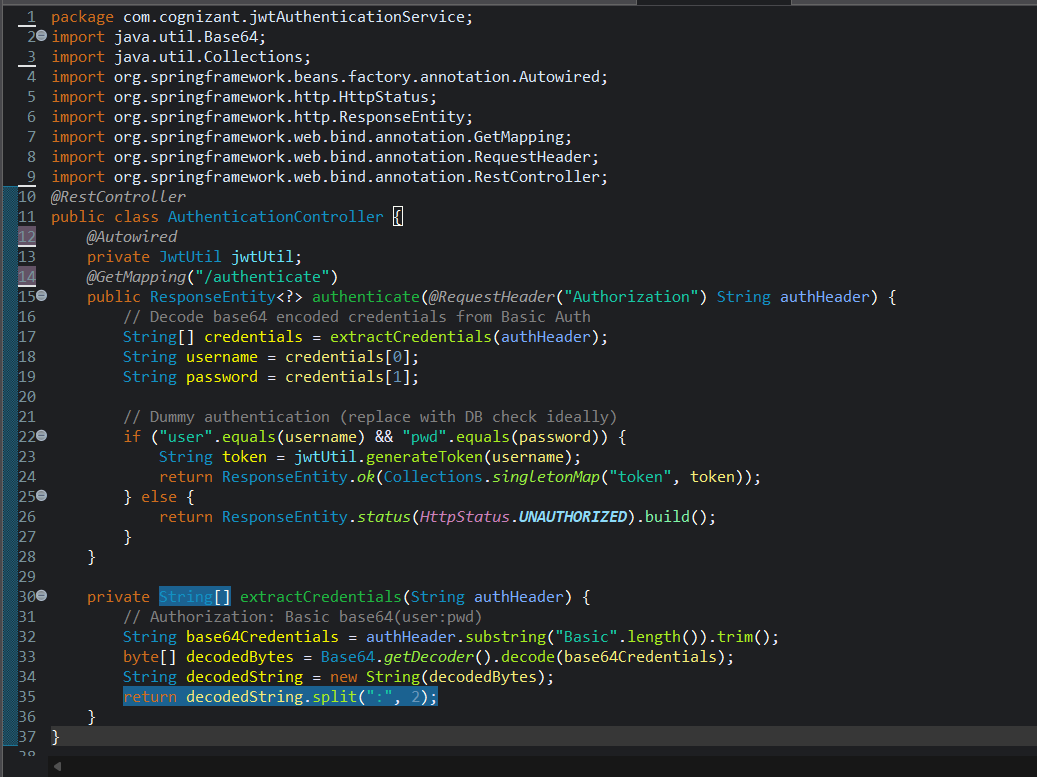 1 package com.cognizant.jwtAuthenticationService;
2 import java.util.Base64;
3 import java.util.Collections;
4 import org.springframework.beans.factory.annotation.Autowired;
5 import org.springframework.http.HttpStatus;
6 import org.springframework.http.ResponseEntity;
7 import org.springframework.web.bind.annotation.GetMapping;
8 import org.springframework.web.bind.annotation.RequestHeader;
9 import org.springframework.web.bind.annotation.RestController;
10 @RestController
11 public class AuthenticationController {
12     @Autowired
13     private JwtUtil jwtUtil;
14     @GetMapping("/authenticate")
15     public ResponseEntity<?> authenticate(@RequestHeader("Authorization") String authHeader) {
16         // Decode base64 encoded credentials from Basic Auth
17         String[] credentials = extractCredentials(authHeader);
18         String username = credentials[0];
19         String password = credentials[1];
20
21         // Dummy authentication (replace with DB check ideally)
22         if ("user".equals(username) && "pwd".equals(password)) {
23             String token = jwtUtil.generateToken(username);
24             return ResponseEntity.ok(Collections.singletonMap("token", token));
25         } else {
26             return ResponseEntity.status(HttpStatus.UNAUTHORIZED).build();
27         }
28     }
29
30     private String[] extractCredentials(String authHeader) {
31         // Authorization: Basic base64(user:pwd)
32         String base64Credentials = authHeader.substring("Basic".length()).trim();
33         byte[] decodedBytes = Base64.getDecoder().decode(base64Credentials);
34         String decodedString = new String(decodedBytes);
35         return decodedString.split(":", 2);
36     }
37 }
38